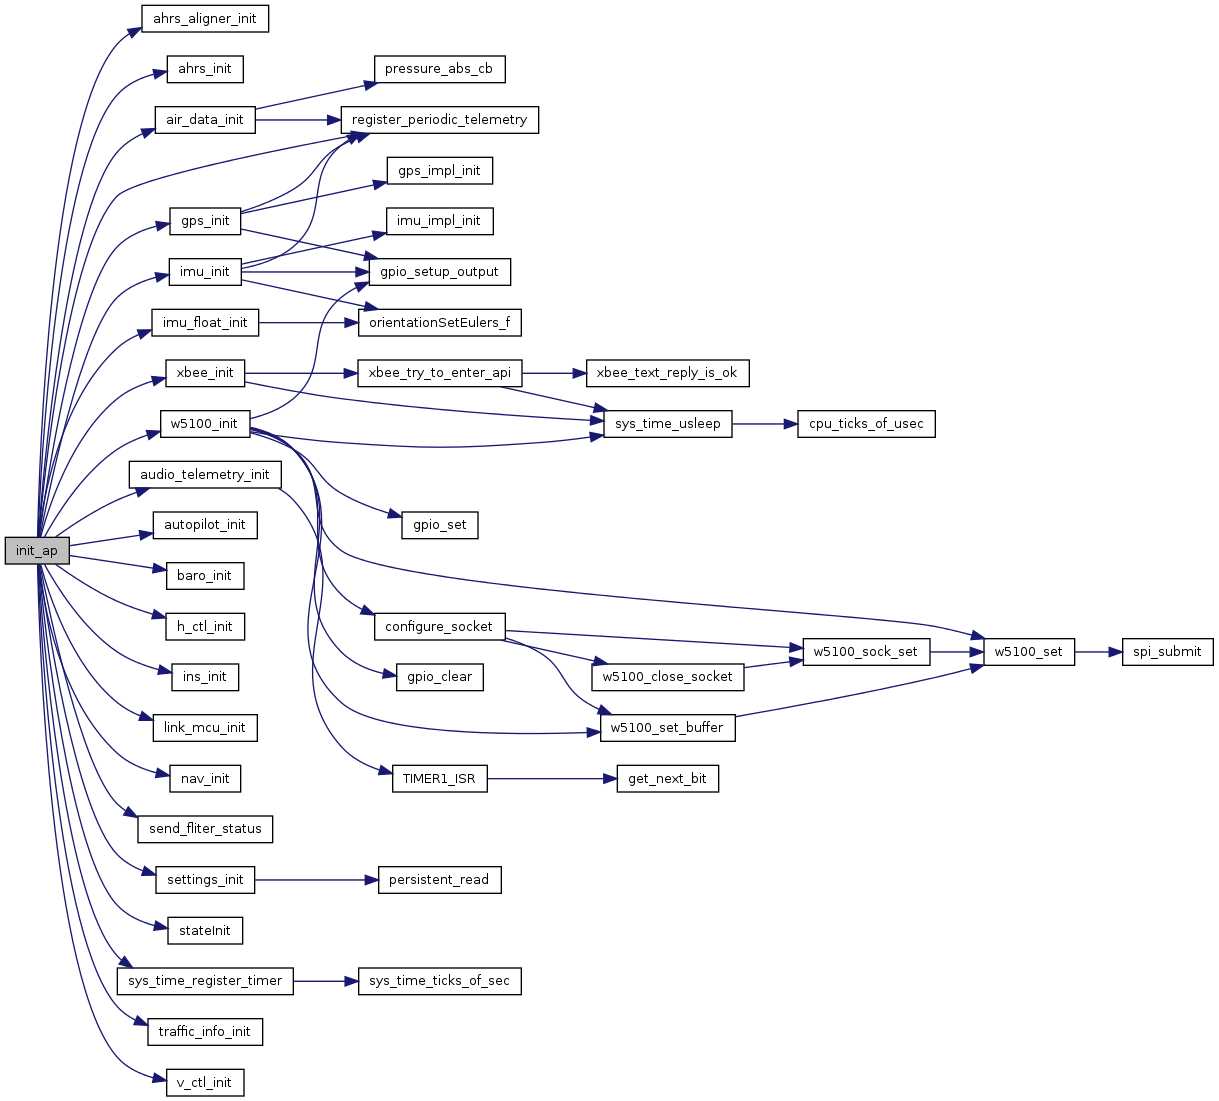 ahrs_aligner_init
ahrs_init
pressure_abs_cb
air_data_init
register_periodic_telemetry
gps_impl_init
gps_init
imu_impl_init
imu_init
gpio_setup_output
imu_float_init
orientationSetEulers_f
xbee_init
xbee_try_to_enter_api
xbee_text_reply_is_ok
w5100_init
sys_time_usleep
cpu_ticks_of_usec
audio_telemetry_init
autopilot_init
gpio_set
init_ap
baro_init
h_ctl_init
configure_socket
w5100_sock_set
w5100_set
spi_submit
ins_init
gpio_clear
w5100_close_socket
link_mcu_init
w5100_set_buffer
nav_init
TIMER1_ISR
get_next_bit
send_fliter_status
settings_init
persistent_read
stateInit
sys_time_register_timer
sys_time_ticks_of_sec
traffic_info_init
v_ctl_init